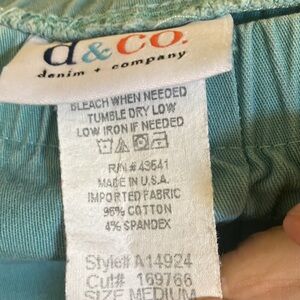 d&co.
denim + company
BLEACH WHEN NEEDED
TUMBLE DRY LOW
LOW IRON IF NEEDED
RN# 43641
MADE IN U.S.A.
IMPORTED FABRIC
96% COTTON
4% SPANDEX
Style# A14924
Cut# 169766
SIZE MEDIUM